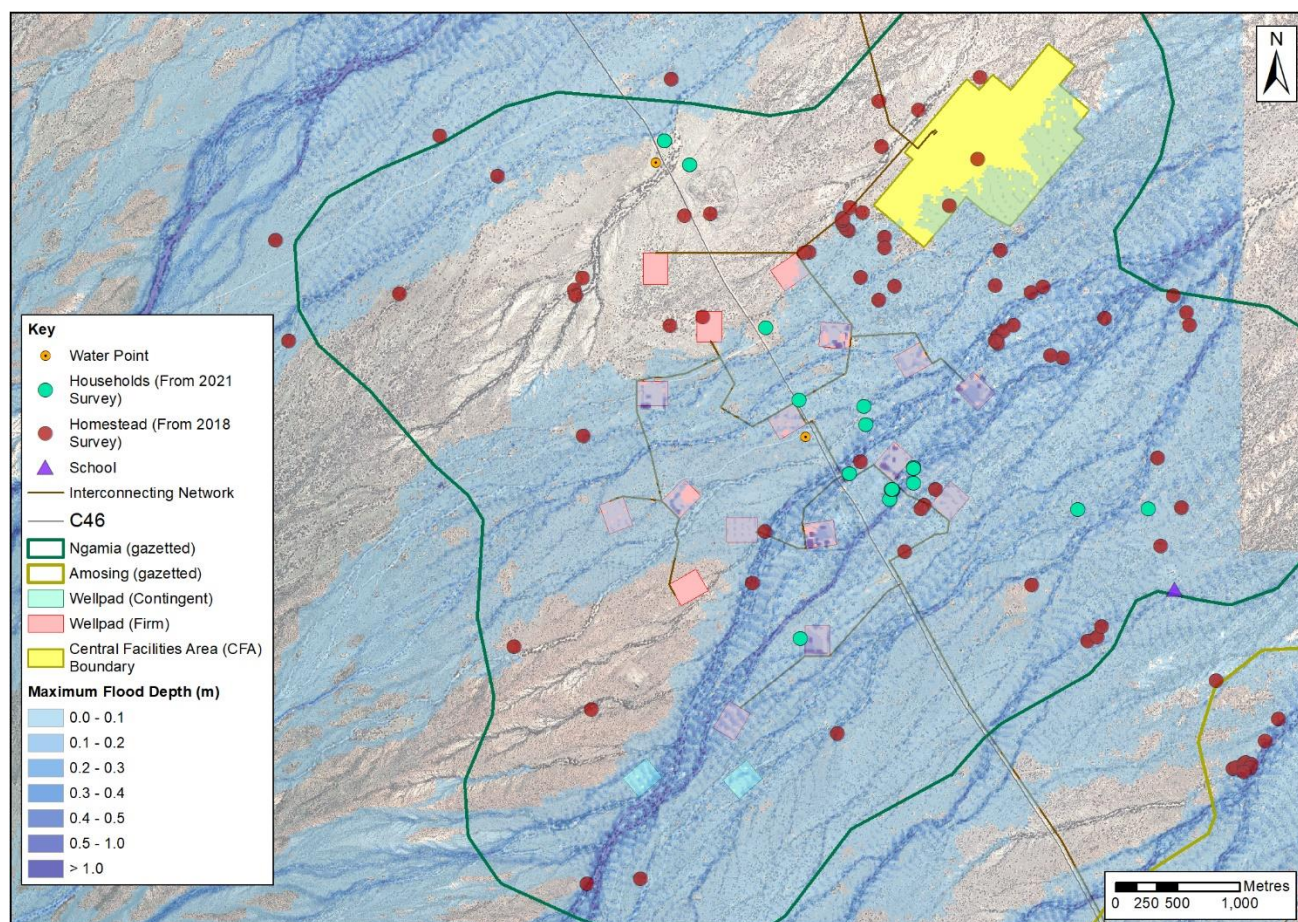 N
Key
Water Point
Households (From 2021
Survey)
Homestead (From 2018
Survey)
School
Interconnecting Network
C46
Ngamia (gazetted)
Amosing (gazetted)
Wellpad (Contingent)
Wellpad (Firm)
Central Facilities Area (CFA)
Boundary
Maximum Flood Depth (m)
0.0 - 0.1
0.1 - 0.2
0.2 - 0.3
0.3 - 0.4
0.4 - 0.5
0.5 - 1.0
> 1.0
Metres
0 250 500 1,000